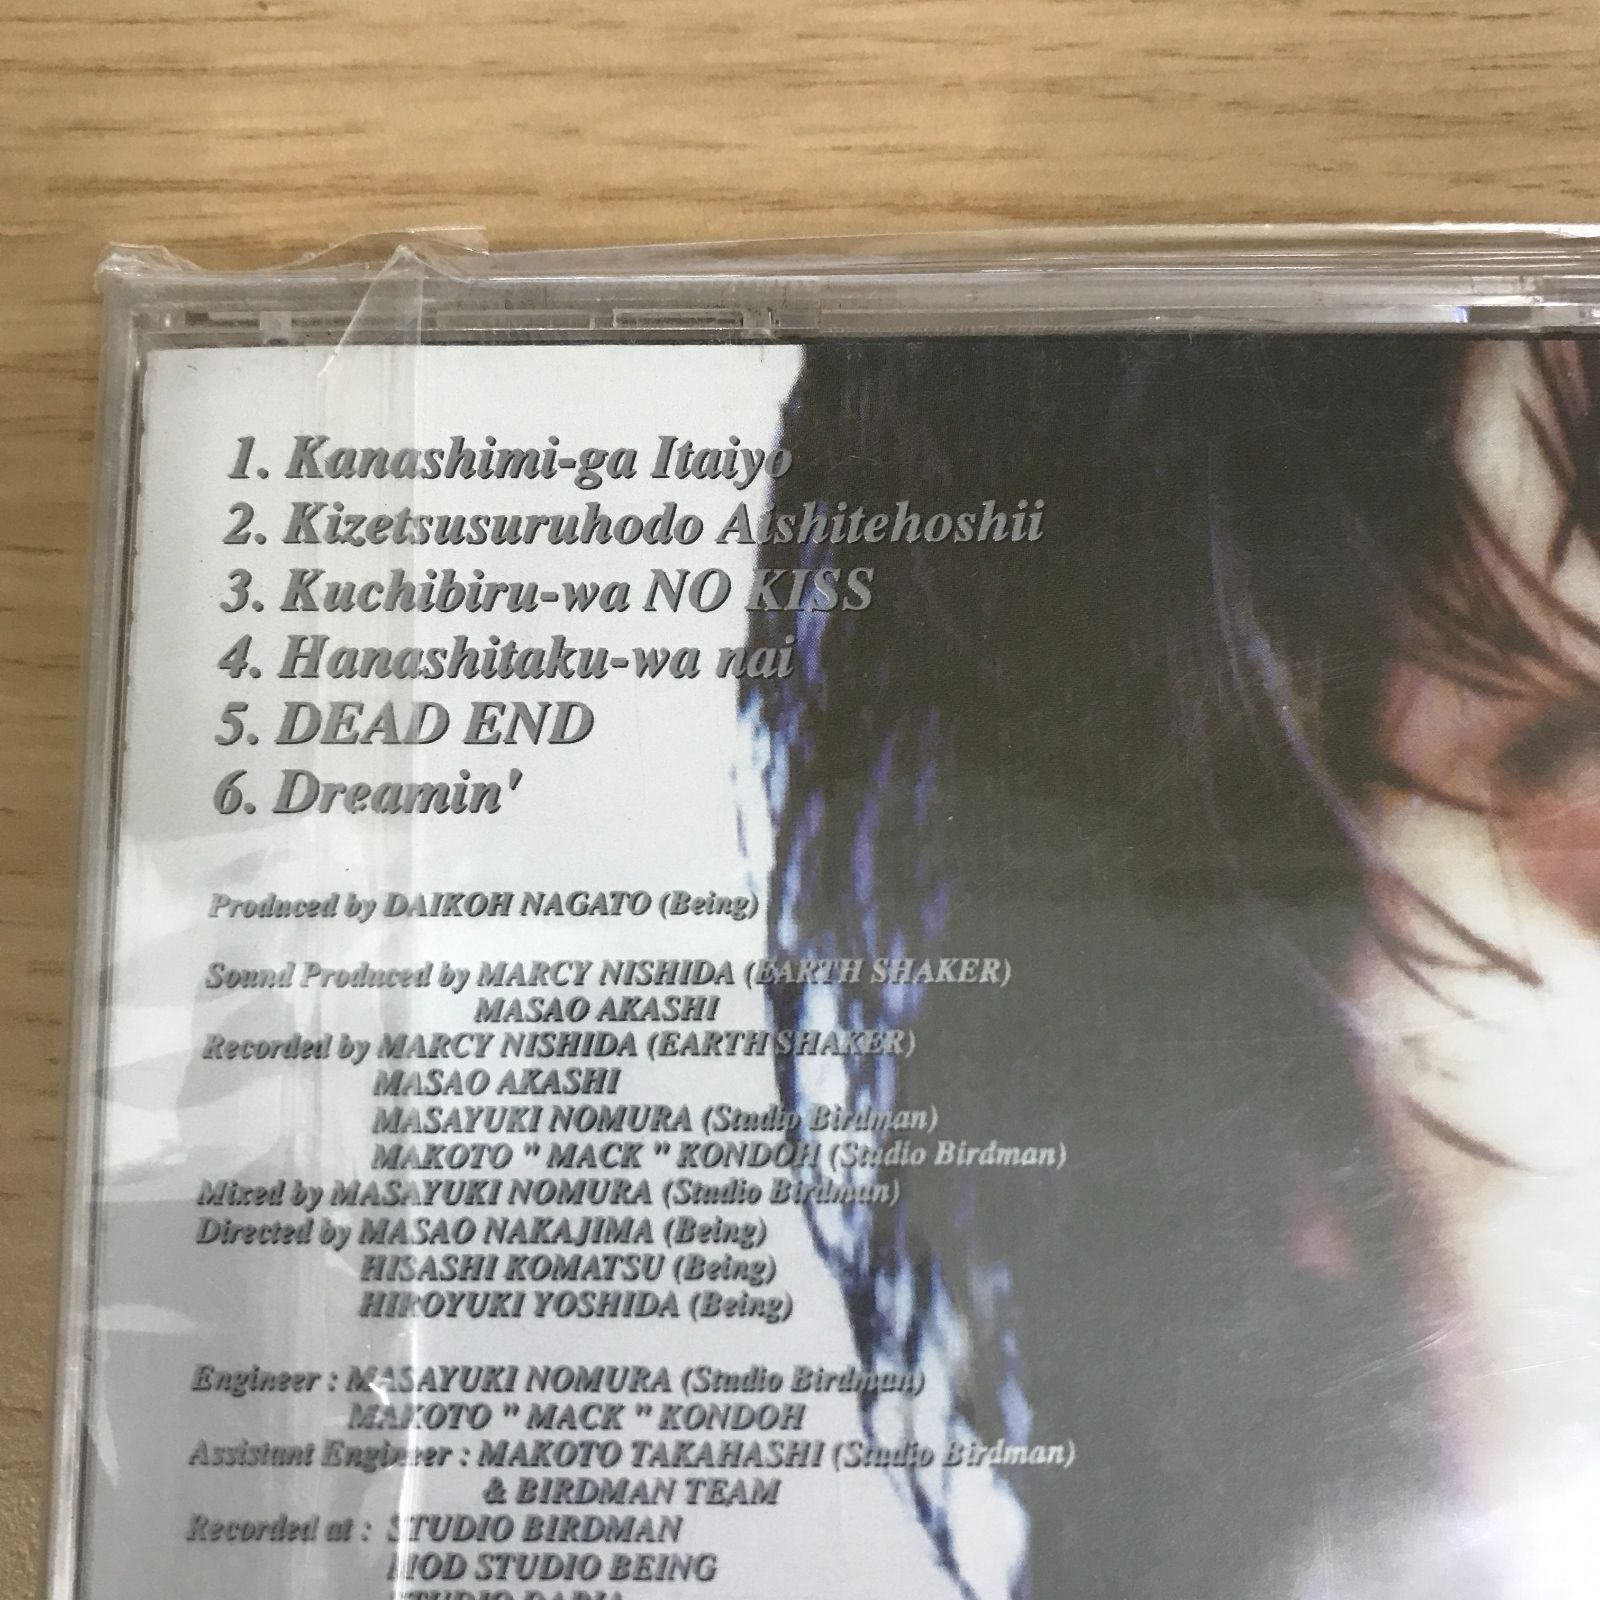 1. Kanashimi-ga Itaiyo
2. Kizetsusuruhodo Aishitehoshii
3. Kuchibiru-wa NO KISS
4. Hanashitaku-wa nai
5. DEAD END
6. Dreamin'
Produced by DAIKOH NAGATO (Being)
Sound Produced by MARCY NISHIDA (EARTH SHAKER)
MASAO AKASHI
Recorded by MARCY NISHIDA (EARTH SHAKER)
MASAO AKASHI
MASAYUKI NOMURA (Studio Birdman)
MAKOTO " MACK " KONDOH (Studio Birdman)
Mixed by MASAYUKI NOMURA (Studio Birdman)
Directed by MASAO NAKAJIMA (Being)
HISASHI KOMATSU (Being)
HIROYUKI YOSHIDA (Being)
Engineer : MASAYUKI NOMURA (Studio Birdman)
MAKOTO " MACK " KONDOH
Assistant Engineer : MAKOTO TAKAHASHI (Studio Birdman)
& BIRDMAN TEAM
Recorded at : STUDIO BIRDMAN
MOD STUDIO BEING
STUDIO